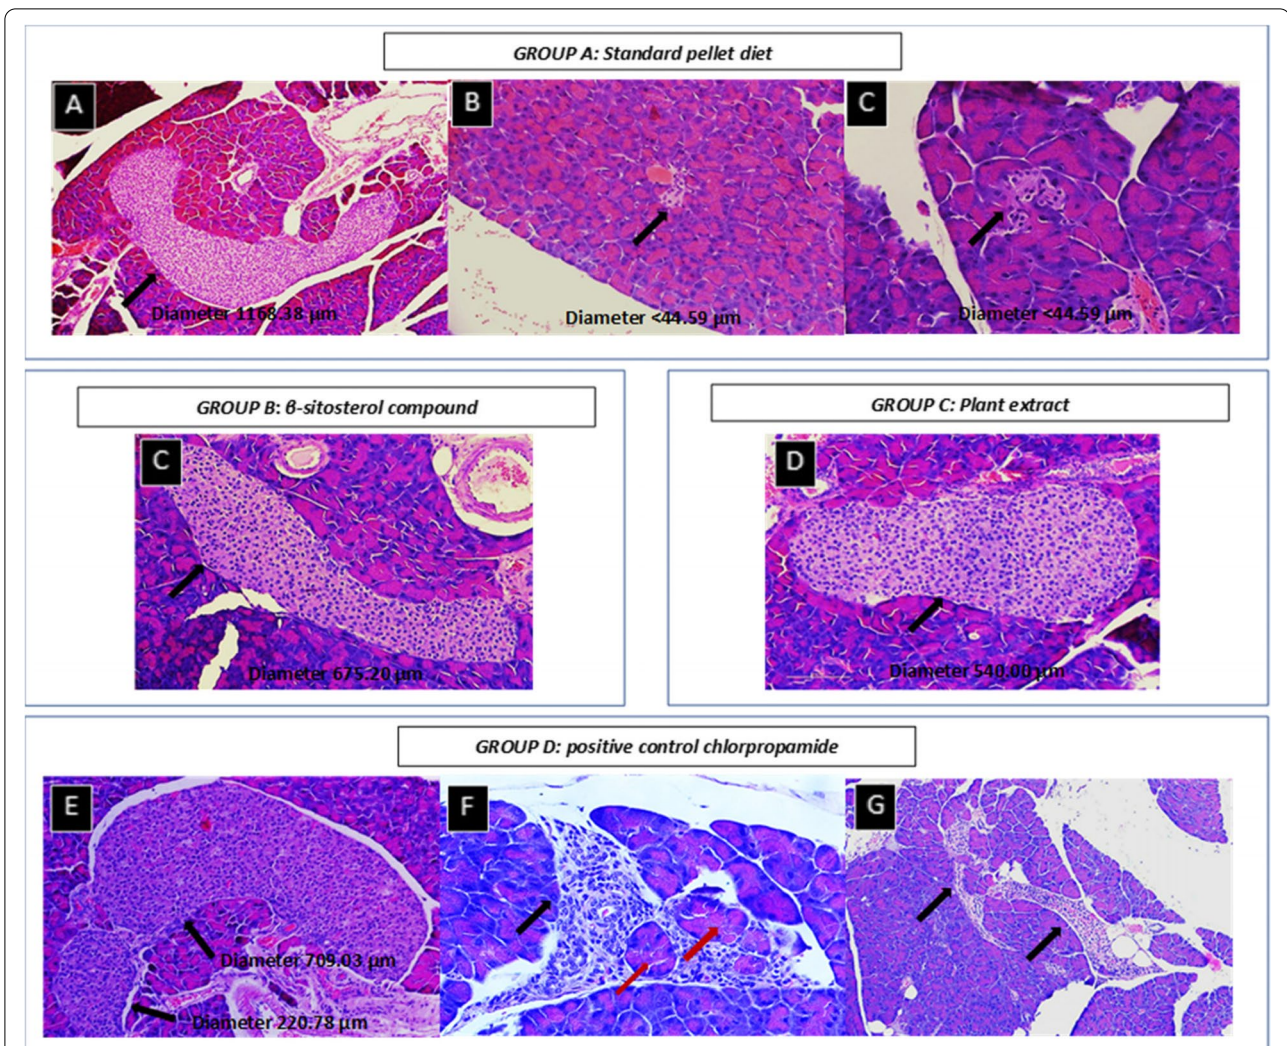 GROUP A: Standard pellet diet
A
B
C
Diameter 1168.38 µm
Diameter <44.59 µm
Diameter <44.59 µm
GROUP B: β-sitosterol compound
GROUP C: Plant extract
C
D
Diameter 675.20 µm
Diameter 540.00 µm
GROUP D: positive control chlorpropamide
E
F
G
Diameter 709.03 µm
Diameter 220.78 µm